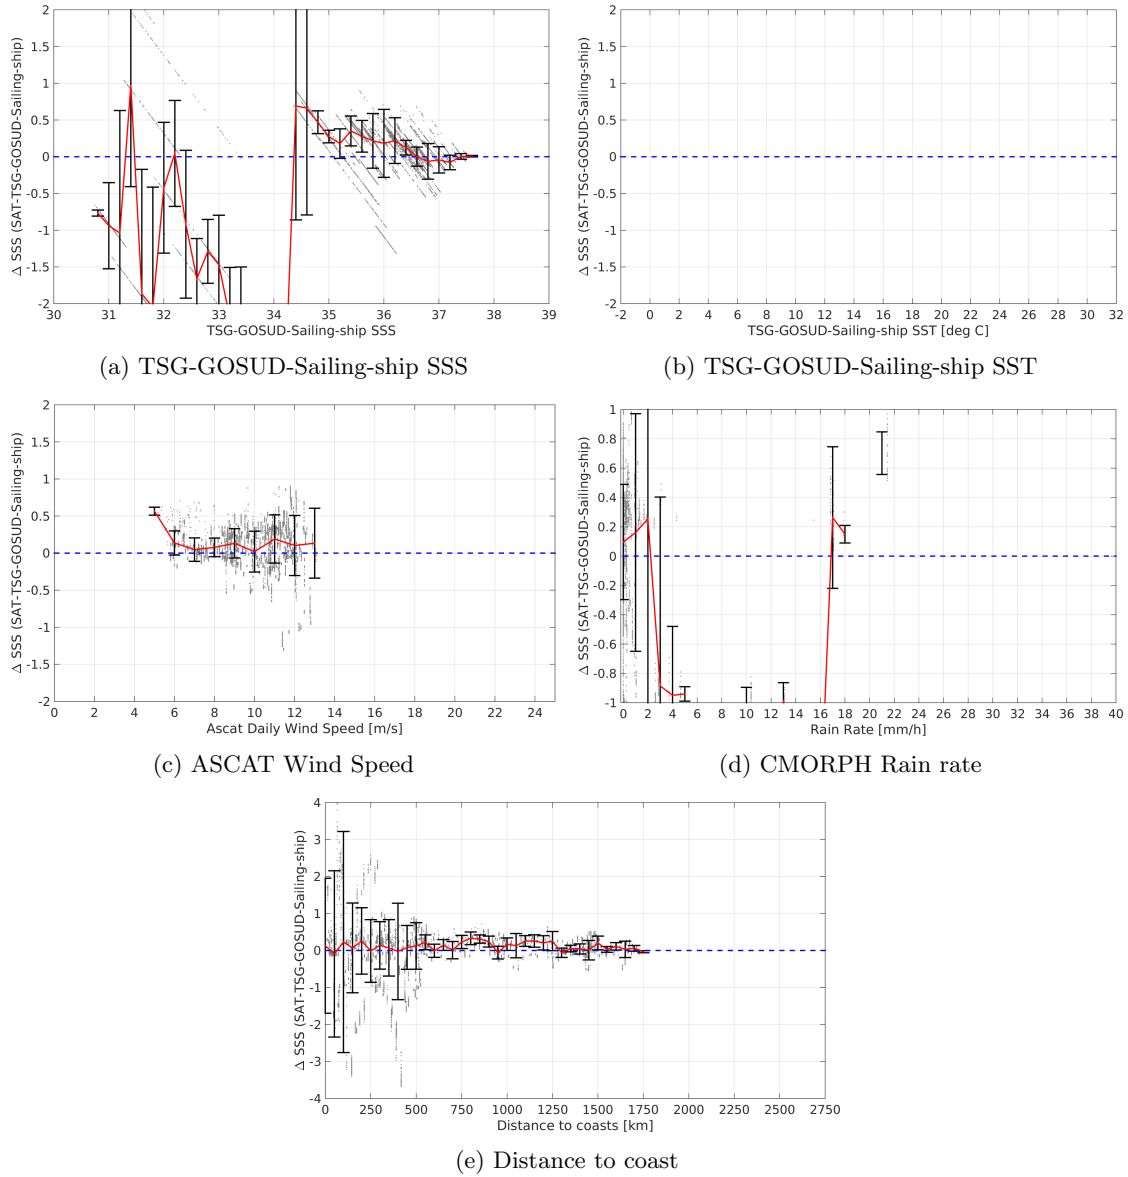 2
1.5
1
0.5
0
-0.5
-1
-1.5
-2
Δ SSS (SAT-TSG-GOSUD-Sailing-ship)
30 31 32 33 34 35 36 37 38 39
TSG-GOSUD-Sailing-ship SSS
(a) TSG-GOSUD-Sailing-ship SSS
2
1.5
1
0.5
0
-0.5
-1
-1.5
-2
Δ SSS (SAT-TSG-GOSUD-Sailing-ship)
-2 0 2 4 6 8 10 12 14 16 18 20 22 24 26 28 30 32
TSG-GOSUD-Sailing-ship SST [deg C]
(b) TSG-GOSUD-Sailing-ship SST
2
1.5
1
0.5
0
-0.5
-1
-1.5
-2
Δ SSS (SAT-TSG-GOSUD-Sailing-ship)
0 2 4 6 8 10 12 14 16 18 20 22 24
Ascat Daily Wind Speed [m/s]
(c) ASCAT Wind Speed
1
0.8
0.6
0.4
0.2
0
-0.2
-0.4
-0.6
-0.8
-1
Δ SSS (SAT-TSG-GOSUD-Sailing-ship)
0 2 4 6 8 10 12 14 16 18 20 22 24 26 28 30 32 34 36 38 40
Rain Rate [mm/h]
(d) CMORPH Rain rate
4
3
2
1
0
-1
-2
-3
-4
Δ SSS (SAT-TSG-GOSUD-Sailing-ship)
0 250 500 750 1000 1250 1500 1750 2000 2250 2500 2750
Distance to coasts [km]
(e) Distance to coast